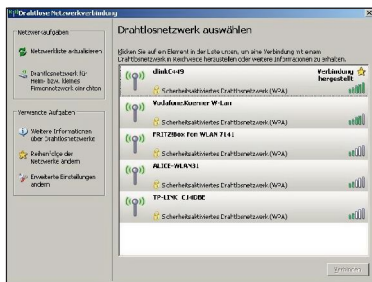 Drahtlose Netzwerkverbindung
Netzwerkaufgaben
Netzwerkliste aktualisieren
Drahtlosnetzwerk für
Heim- bzw. kleines
Firmennetzwerk einrichten
Verwandte Aufgaben
Weitere Informationen
über Drahtlosnetzwerke
Reihenfolge der
Netzwerke ändern
Erweiterte Einstellungen
ändern
Drahtlosnetzwerk auswählen
Klicken Sie auf ein Element in der Liste unten, um eine Verbindung mit einem
Drahtlosnetzwerk in Reichweite herzustellen oder weitere Informationen zu erhalten.
Verbindung
hergestellt
Sicherheitsaktiviertes Drahtlosnetzwerk (WPA)
Vodafone.Koerner W-Lan
Sicherheitsaktiviertes Drahtlosnetzwerk (WPA)
FRITZ!Box Fon WLAN 7141
Sicherheitsaktiviertes Drahtlosnetzwerk (WPA)
ALICE-WLAN31
Sicherheitsaktiviertes Drahtlosnetzwerk (WPA)
TP-LINK
Sicherheitsaktiviertes Drahtlosnetzwerk (WPA)